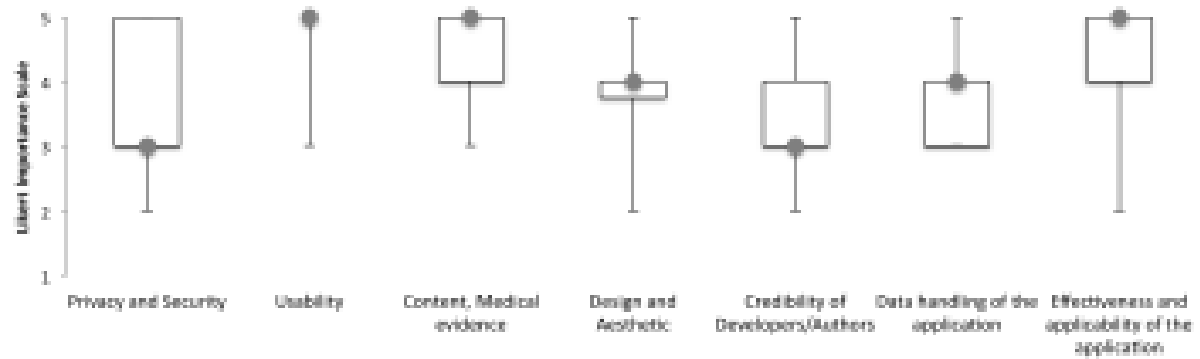 Likert Importance Scale
5
4
3
2
1
Privacy and Security
Usability
Content, Medical
evidence
Design and
Aesthetic
Credibility of
Developers/Authors
Data handling of the
application
Effectiveness and
applicability of the
application